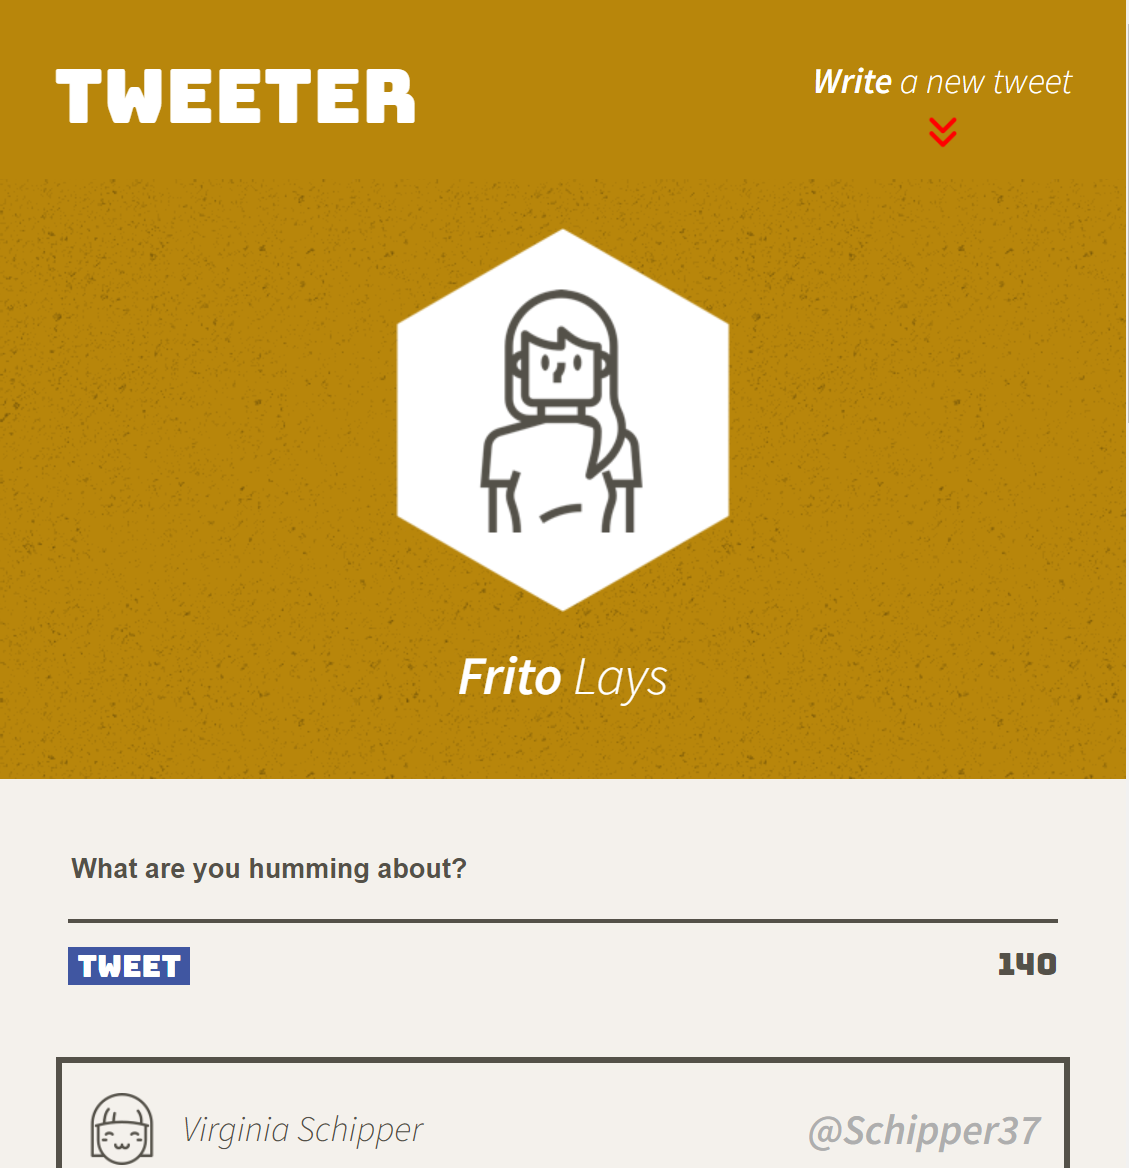 TWEETER
Write a new tweet
Frito Lays
What are you humming about?
TWEET
140
Virginia Schipper
@Schipper37